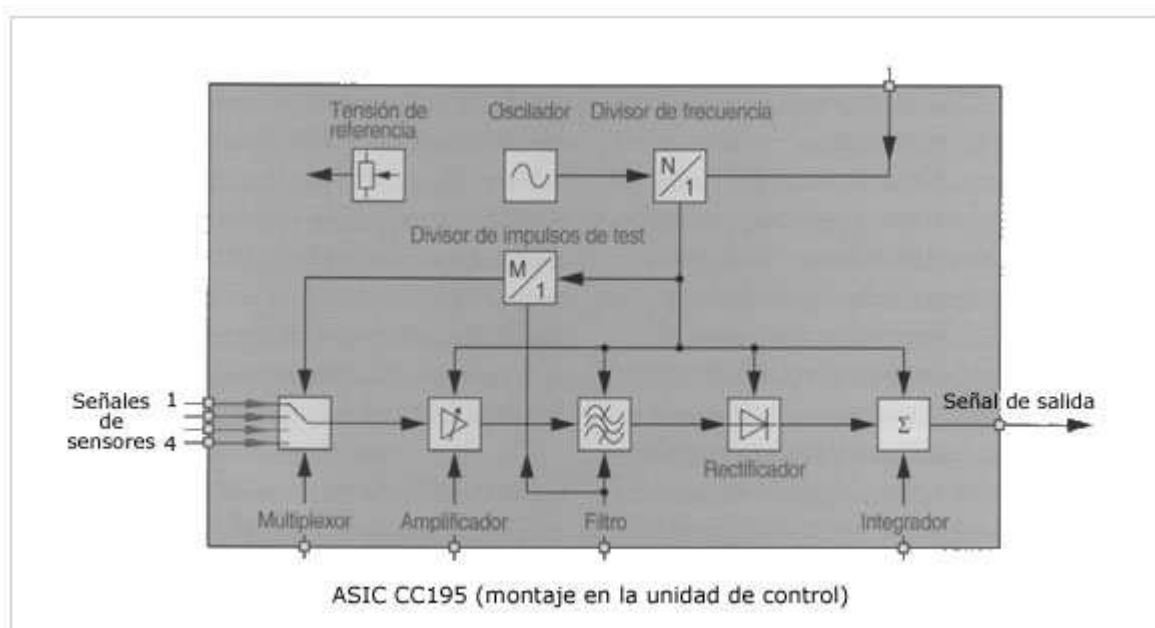 Tensión de
referencia
Oscilador
Divisor de frecuencia
N/1
Divisor de impulsos de test
M/1
Señales
de
sensores
1
4
Σ
Señal de salida
Rectificador
Multiplexor
Amplificador
Filtro
Integrador
ASIC CC195 (montaje en la unidad de control)